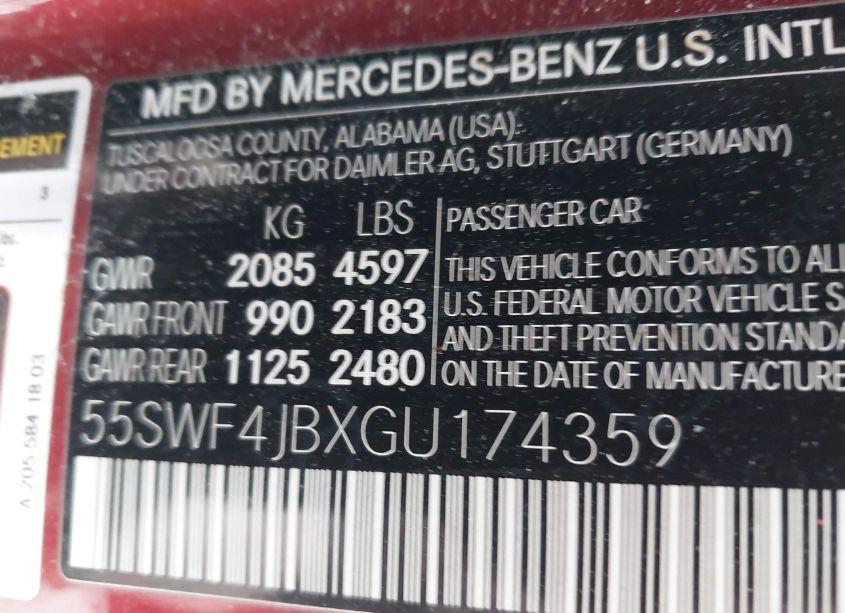 MFD BY MERCEDES-BENZ U.S. INTL
TUSCALOOSA COUNTY, ALABAMA (USA).
UNDER CONTRACT FOR DAIMLER AG, STUTTGART (GERMANY)
KG LBS
GVWR 2085 4597
GAWR FRONT 990 2183
GAWR REAR 1125 2480
PASSENGER CAR
THIS VEHICLE CONFORMS TO ALL
U.S. FEDERAL MOTOR VEHICLE S
AND THEFT PREVENTION STANDA
ON THE DATE OF MANUFACTURE
55SWF4JBXGU174359
EMENT
3
A 205 584 18 03